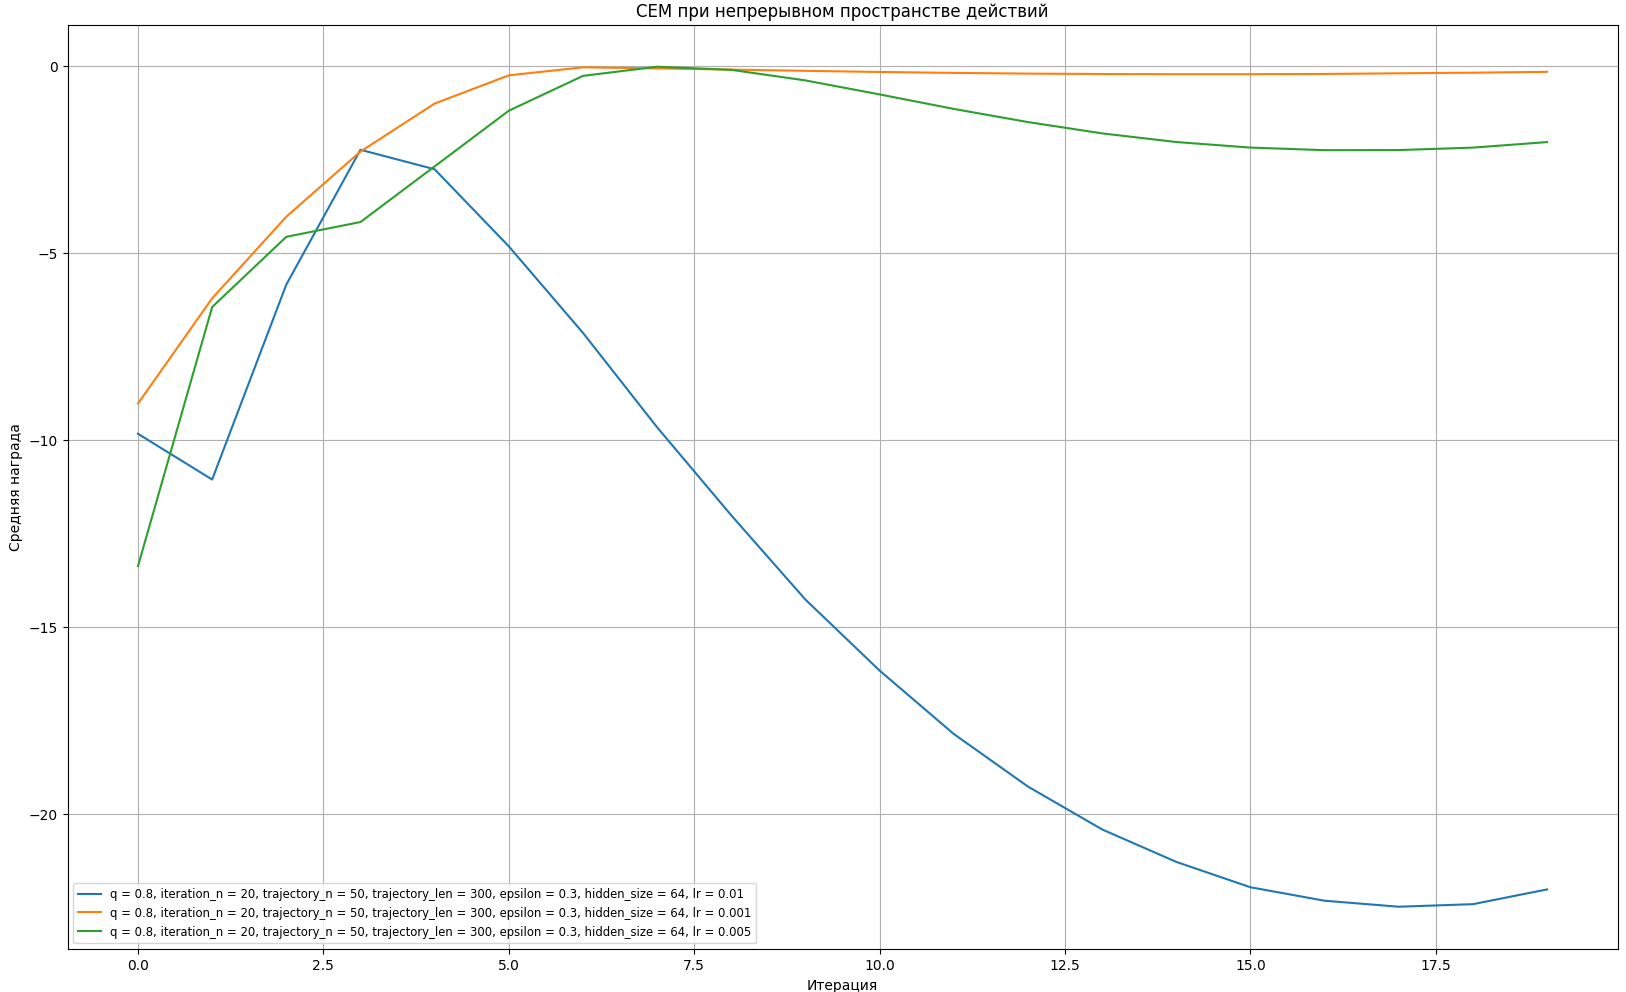 CEM при непрерывном пространстве действий
Средняя награда
0
−5
−10
−15
−20
q = 0.8, iteration_n = 20, trajectory_n = 50, trajectory_len = 300, epsilon = 0.3, hidden_size = 64, lr = 0.01
q = 0.8, iteration_n = 20, trajectory_n = 50, trajectory_len = 300, epsilon = 0.3, hidden_size = 64, lr = 0.001
q = 0.8, iteration_n = 20, trajectory_n = 50, trajectory_len = 300, epsilon = 0.3, hidden_size = 64, lr = 0.005
0.0 2.5 5.0 7.5 10.0 12.5 15.0 17.5
Итерация